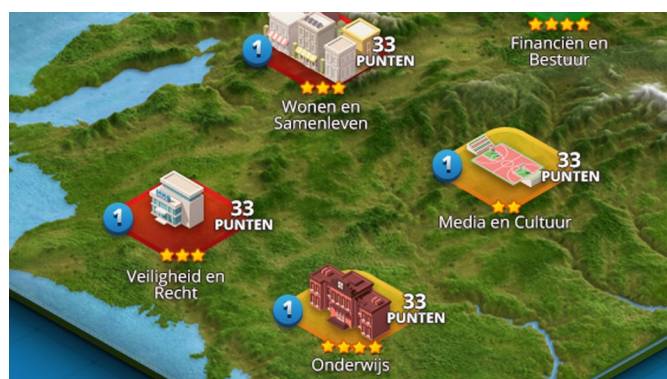 Financiën en
Bestuur
1
33
PUNTEN
Wonen en
Samenleven
1
33
PUNTEN
Media en Cultuur
1
33
PUNTEN
Veiligheid en
Recht
1
33
PUNTEN
Onderwijs